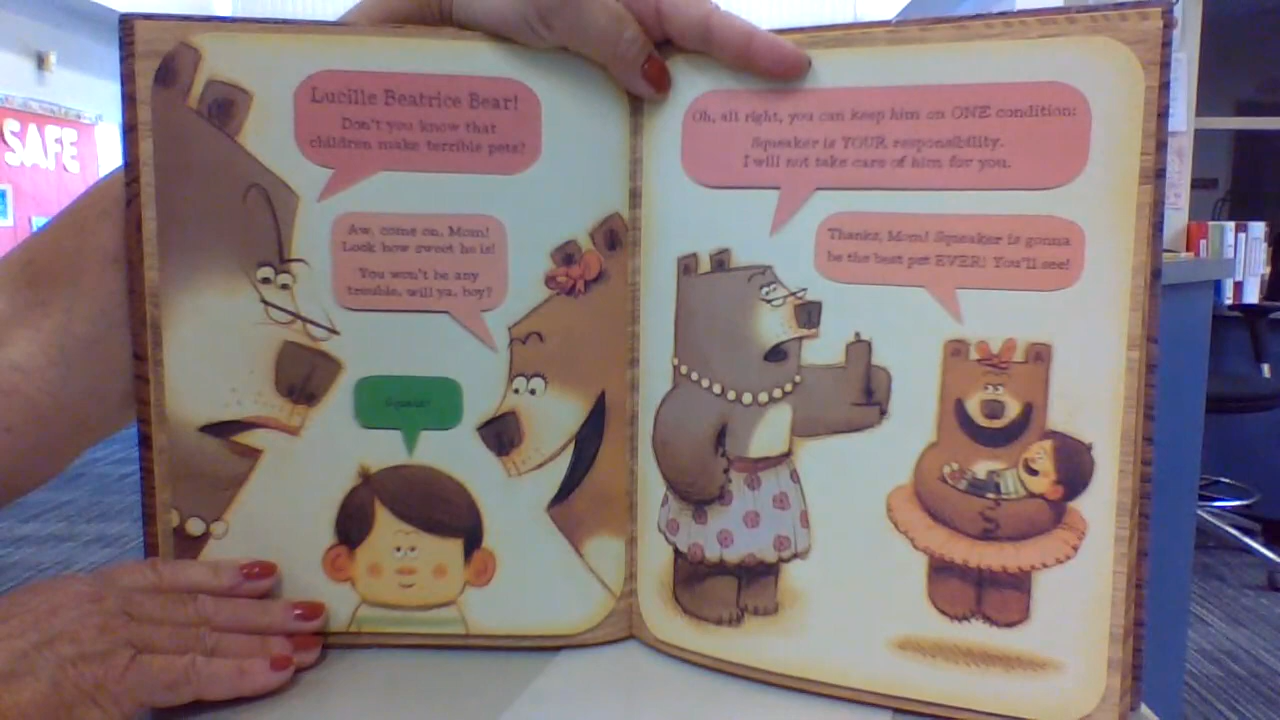 SAFE
Lucille Beatrice Bear!
Don't you know that
children make terrible pets?
Aw, come on, Mom!
Look how sweet he is!
You won't be any
trouble, will ya, boy?
Squeak!
Oh, all right, you can keep him on ONE condition:
Squeaker is YOUR responsibility.
I will not take care of him for you.
Thanks, Mom! Squeaker is gonna
be the best pet EVER! You'll see!